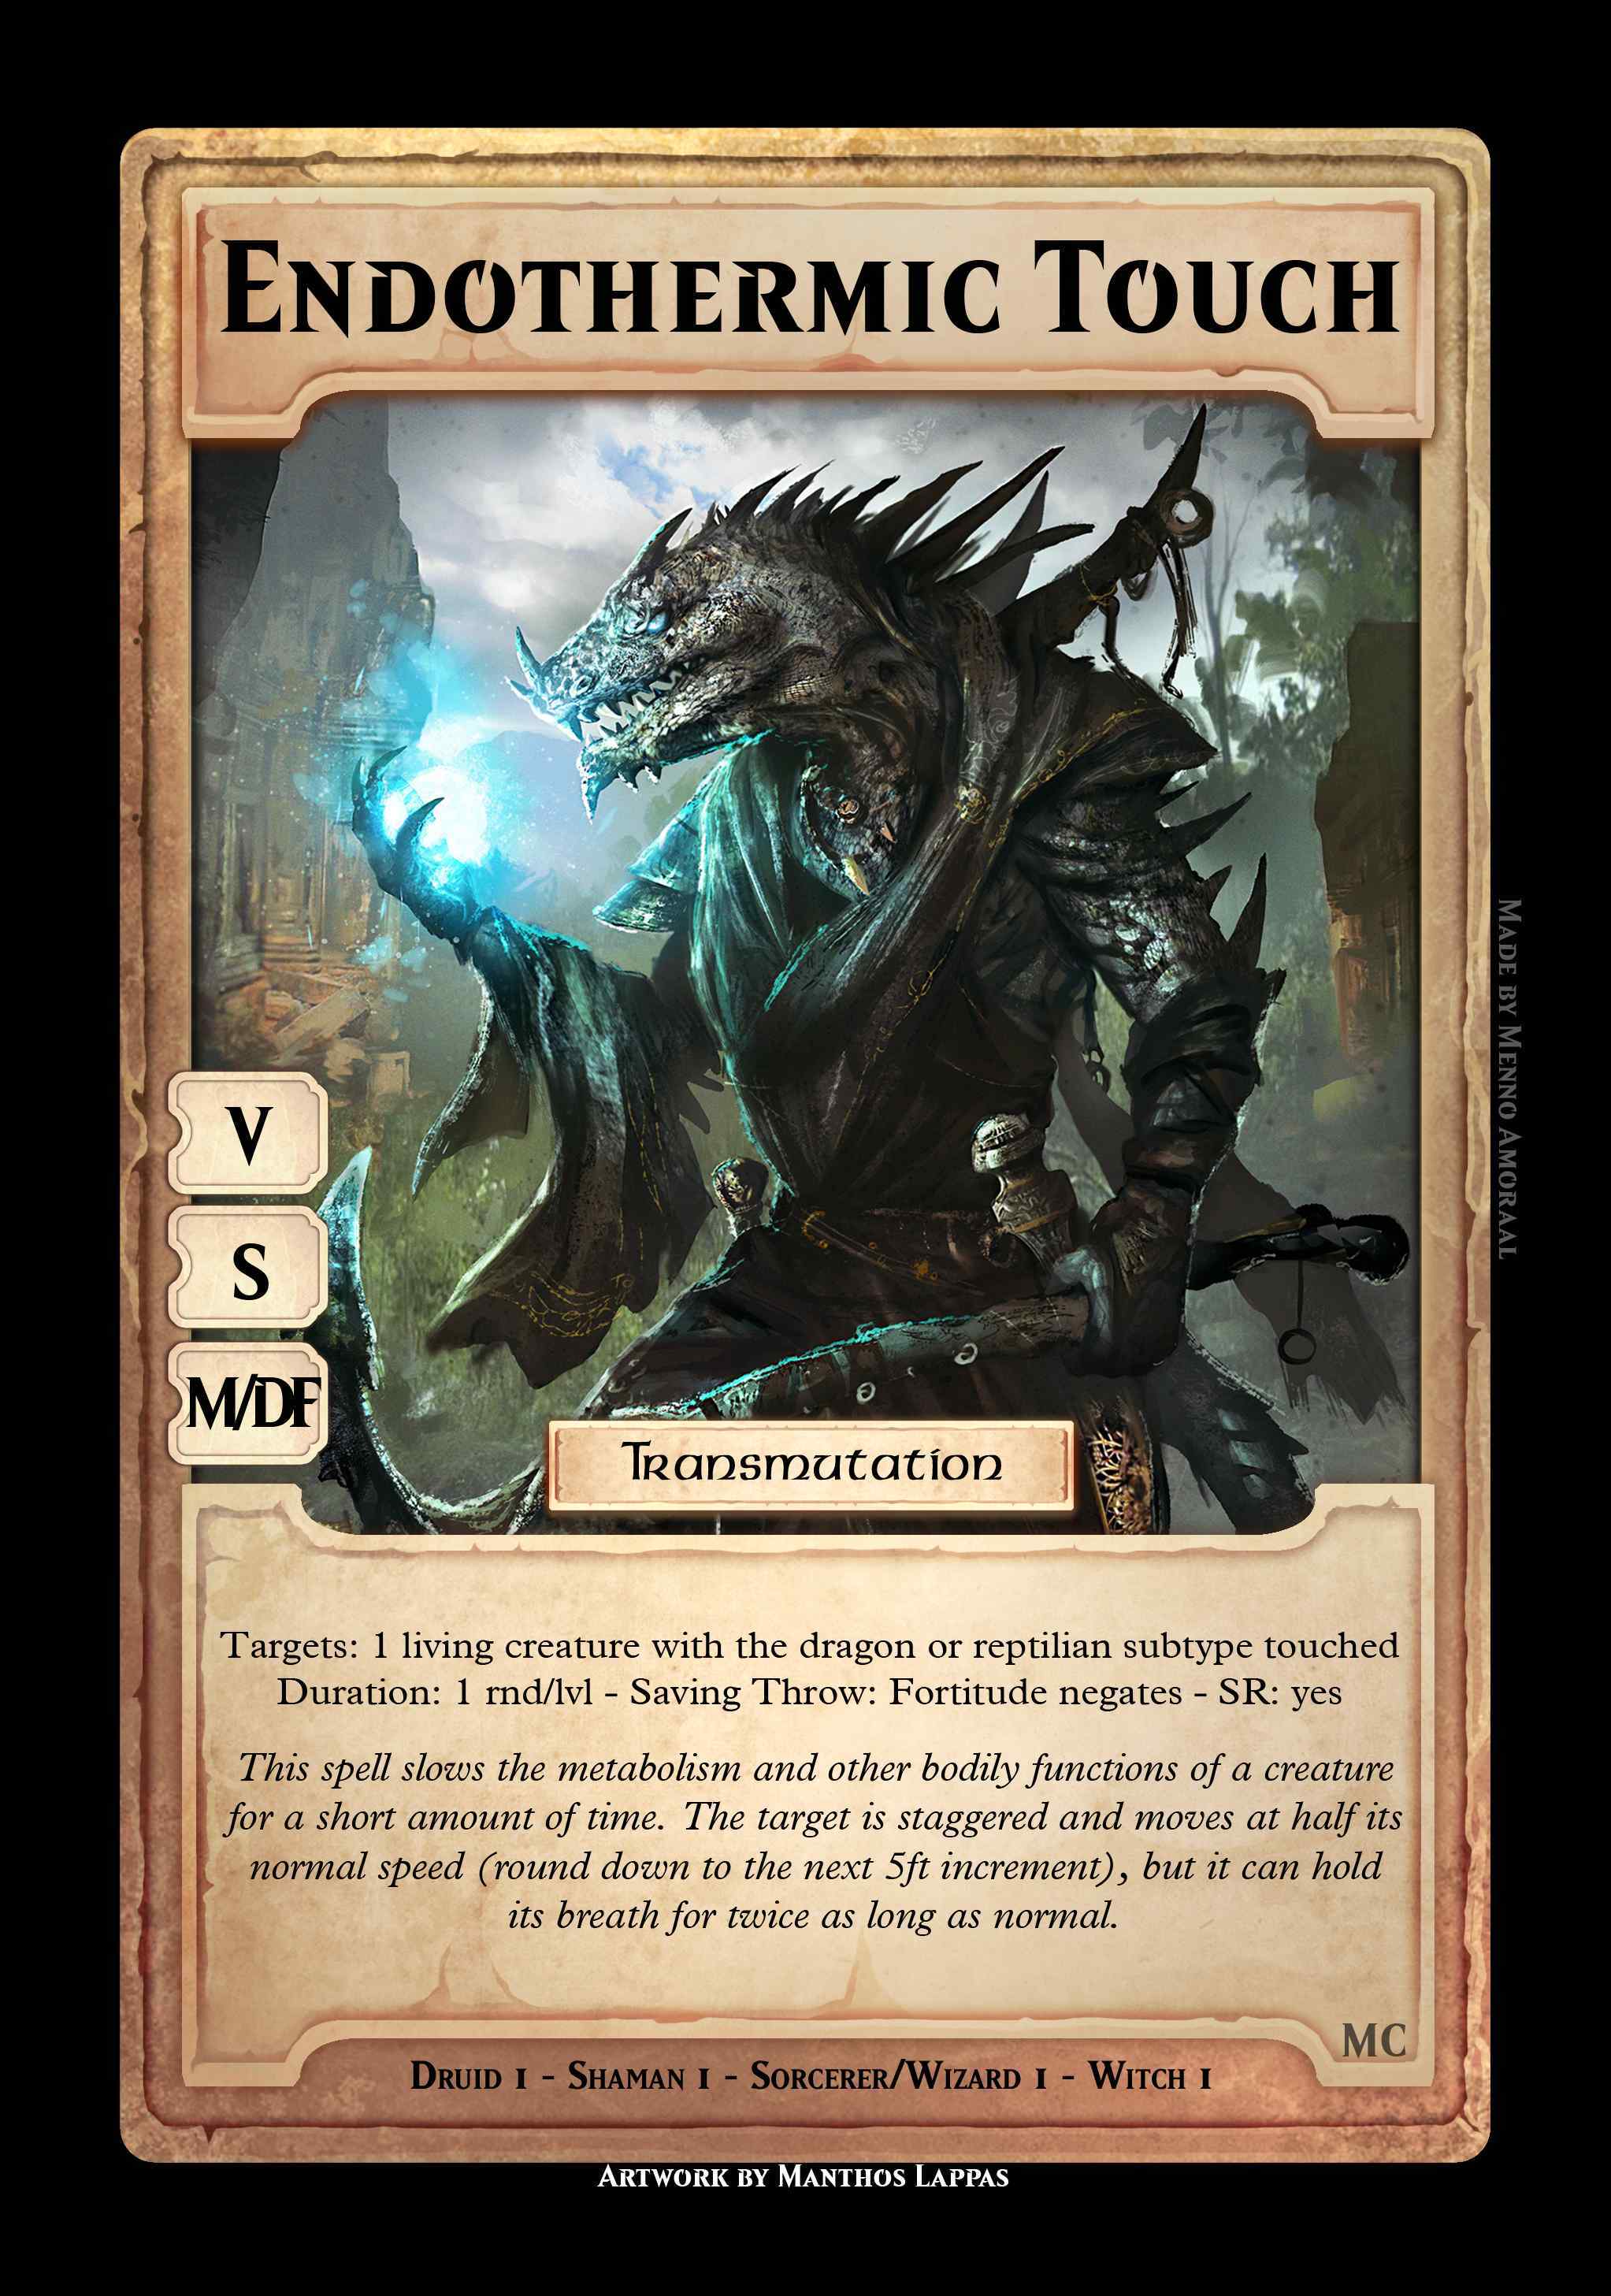 Endothermic Touch
V
S
M/DF
Transmutation
Targets: 1 living creature with the dragon or reptilian subtype touched
Duration: 1 rnd/lvl - Saving Throw: Fortitude negates - SR: yes
This spell slows the metabolism and other bodily functions of a creature
for a short amount of time. The target is staggered and moves at half its
normal speed (round down to the next 5ft increment), but it can hold
its breath for twice as long as normal.
MC
Druid 1 - Shaman 1 - Sorcerer/Wizard 1 - Witch 1
Artwork by Manthos Lappas
Made by Menno Amoraal